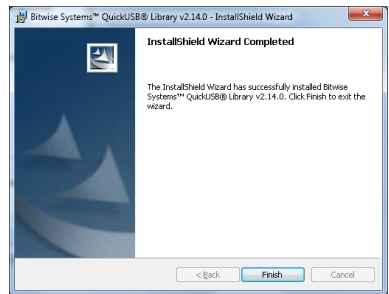 Bitwise Systems™ QuickUSB® Library v2.14.0 - InstallShield Wizard
InstallShield Wizard Completed
The InstallShield Wizard has successfully installed Bitwise
Systems™ QuickUSB® Library v2.14.0. Click Finish to exit the
wizard.
< Back
Finish
Cancel